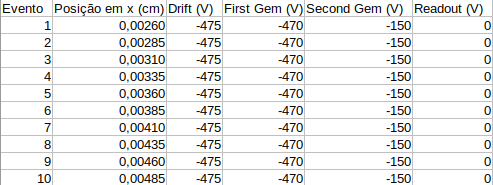 Evento Posição em x (cm) Drift (V) First Gem (V) Second Gem (V) Readout (V)
1 0,00260 -475 -470 -150 0
2 0,00285 -475 -470 -150 0
3 0,00310 -475 -470 -150 0
4 0,00335 -475 -470 -150 0
5 0,00360 -475 -470 -150 0
6 0,00385 -475 -470 -150 0
7 0,00410 -475 -470 -150 0
8 0,00435 -475 -470 -150 0
9 0,00460 -475 -470 -150 0
10 0,00485 -475 -470 -150 0